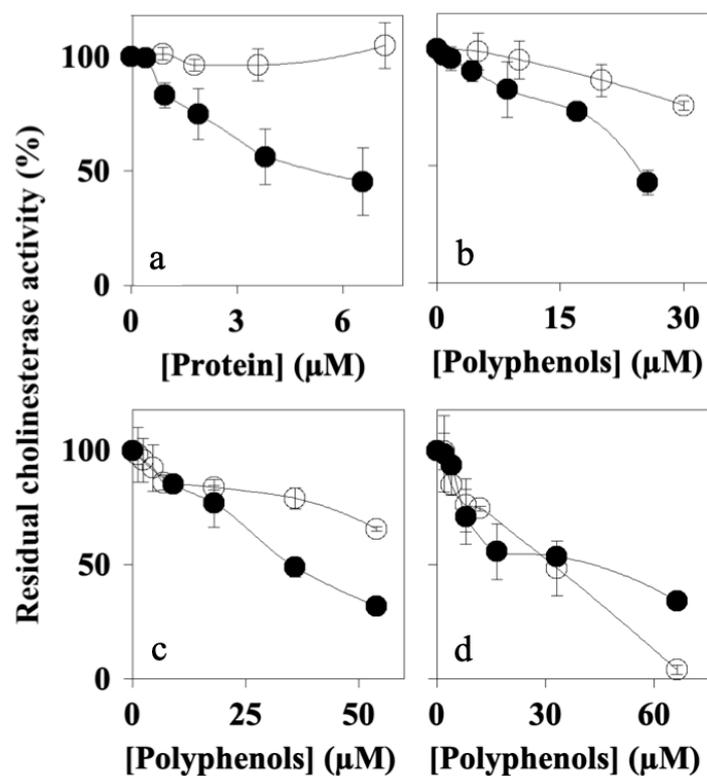 Residual cholinesterase activity (%)
100
50
0
a
b
0 3 6
0 15 30
[Protein] (µM)
[Polyphenols] (µM)
100
50
0
c
d
0 25 50
0 30 60
[Polyphenols] (µM)
[Polyphenols] (µM)